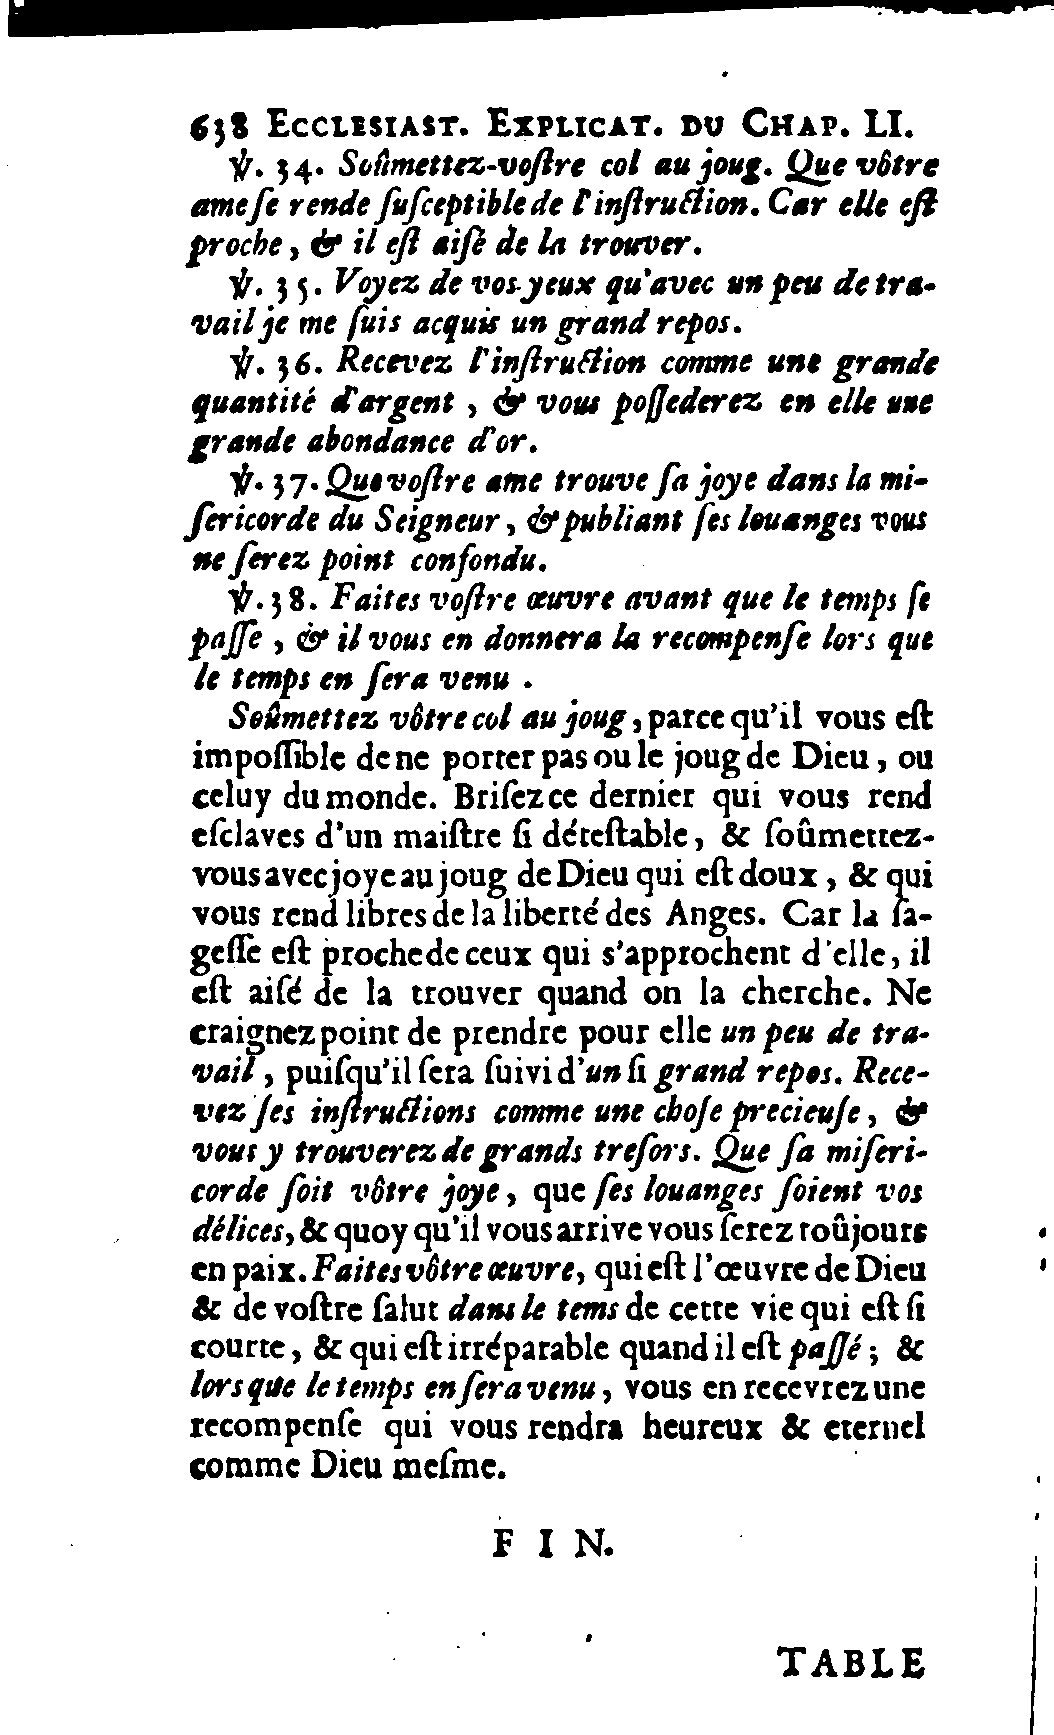 638 ECCLESIAST. EXPLICAT. DU CHAP. LI.
℣. 34. Soûmettez-voſtre col au joug. Que vôtre
ame ſe rende ſuſceptible de l'inſtruction. Car elle eſt
proche, & il eſt aiſé de la trouver.
℣. 35. Voyez de vos yeux qu'avec un peu de tra-
vail je me ſuis acquis un grand repos.
℣. 36. Recevez l'inſtruction comme une grande
quantité d'argent, & vous poſſederez en elle une
grande abondance d'or.
℣. 37. Que voſtre ame trouve ſa joye dans la mi-
ſericorde du Seigneur, & publiant ſes louanges vous
ne ſerez point confondu.
℣. 38. Faites voſtre œuvre avant que le temps ſe
paſſe, & il vous en donnera la recompenſe lors que
le temps en ſera venu.
Soûmettez vôtre col au joug, parce qu'il vous eſt
impoſſible de ne porter pas ou le joug de Dieu, ou
celuy du monde. Briſez ce dernier qui vous rend
eſclaves d'un maiſtre ſi déteſtable, & ſoûmettez-
vous avec joye au joug de Dieu qui eſt doux, & qui
vous rend libres de la liberté des Anges. Car la ſa-
geſſe eſt proche de ceux qui s'approchent d'elle, il
eſt aiſé de la trouver quand on la cherche. Ne
craignez point de prendre pour elle un peu de tra-
vail, puiſqu'il ſera ſuivi d'un ſi grand repos. Rece-
vez ſes inſtructions comme une choſe precieuſe, &
vous y trouverez de grands treſors. Que ſa miſeri-
corde ſoit vôtre joye, que ſes louanges ſoient vos
délices, & quoy qu'il vous arrive vous ſerez toûjours
en paix. Faites vôtre œuvre, qui eſt l'œuvre de Dieu
& de voſtre ſalut dans le tems de cette vie qui eſt ſi
courte, & qui eſt irréparable quand il eſt paſſé; &
lorsque le temps en ſera venu, vous en recevrez une
recompenſe qui vous rendra heureux & eternel
comme Dieu meſme.
FIN.
TABLE